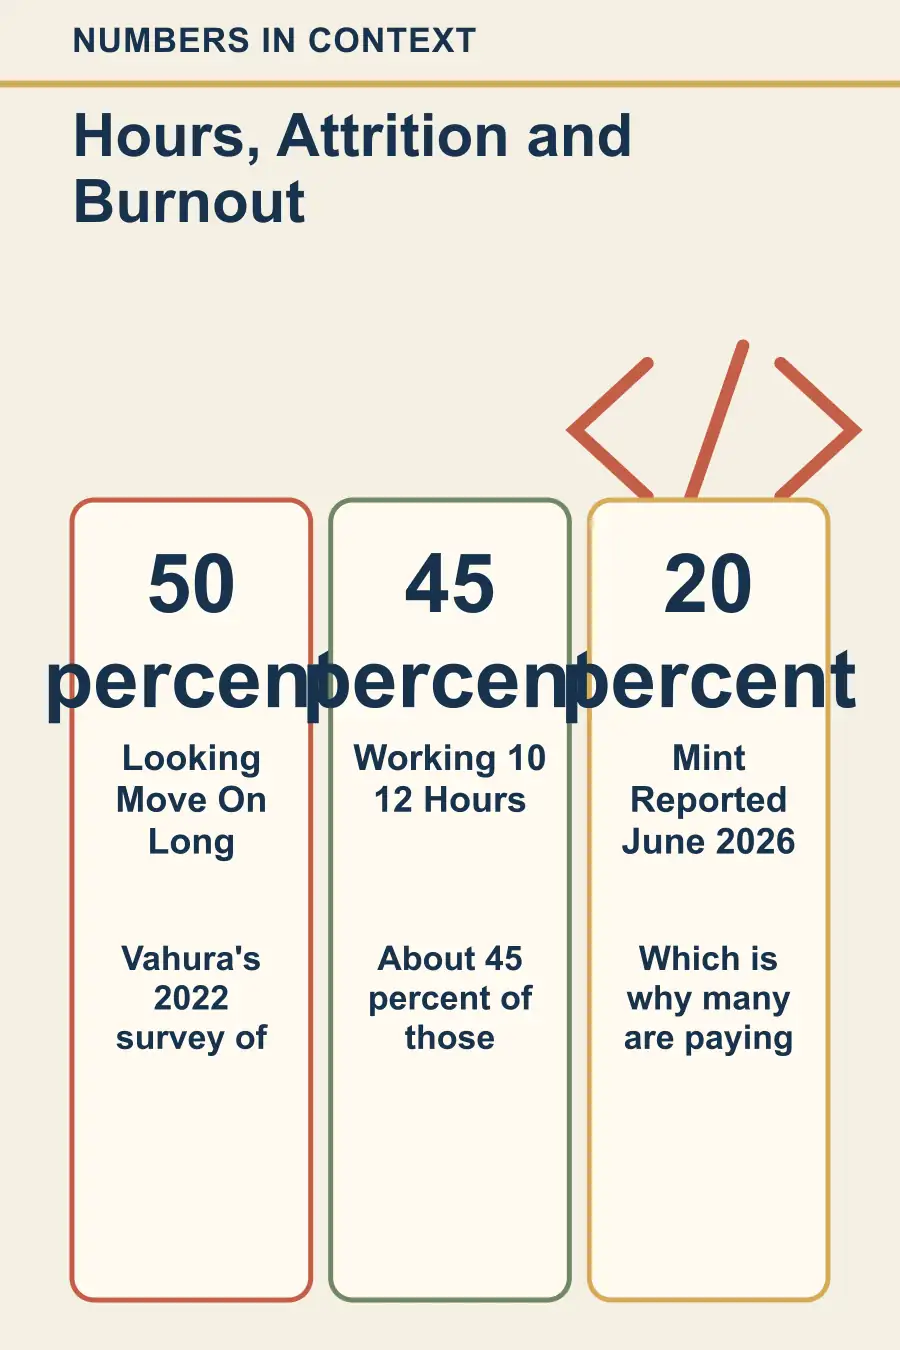 NUMBERS IN CONTEXT
Hours, Attrition and
Burnout
50
percent
Looking
Move On
Long
Vahura's
2022
survey of
45
percent
Working 10
12 Hours
About 45
percent of
those
20
percent
Mint
Reported
June 2026
Which is
why many
are paying